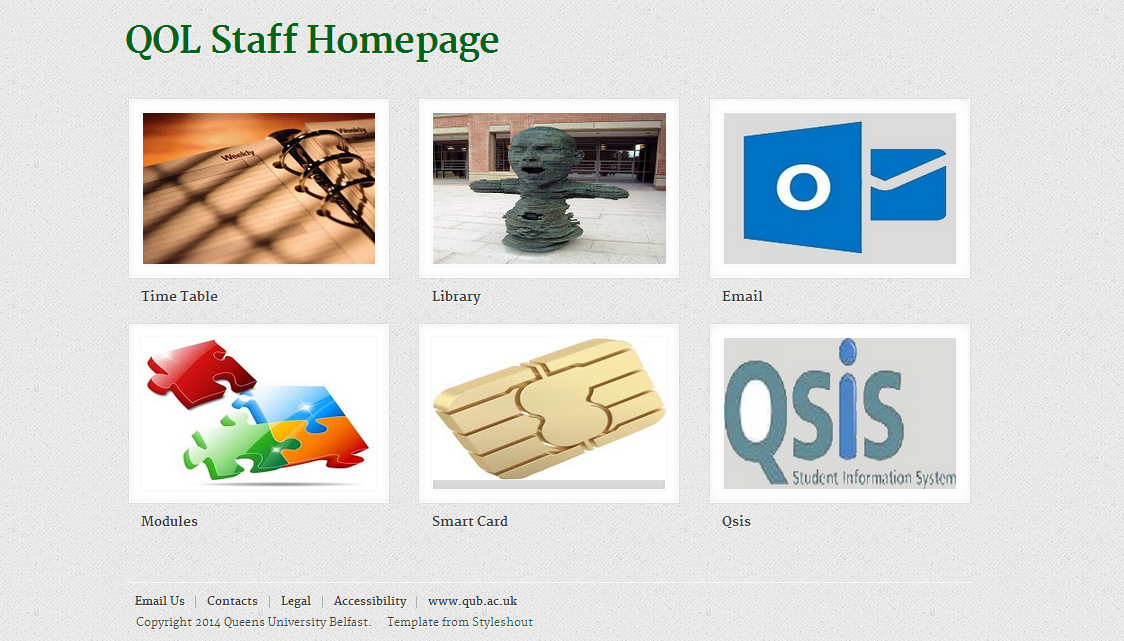 QOL Staff Homepage
Weekly
Weekly
O
Time Table
Library
Email
Qsis
Student Information System
Modules
Smart Card
Qsis
Email Us | Contacts | Legal | Accessibility | www.qub.ac.uk
Copyright 2014 Queens University Belfast. Template from Styleshout